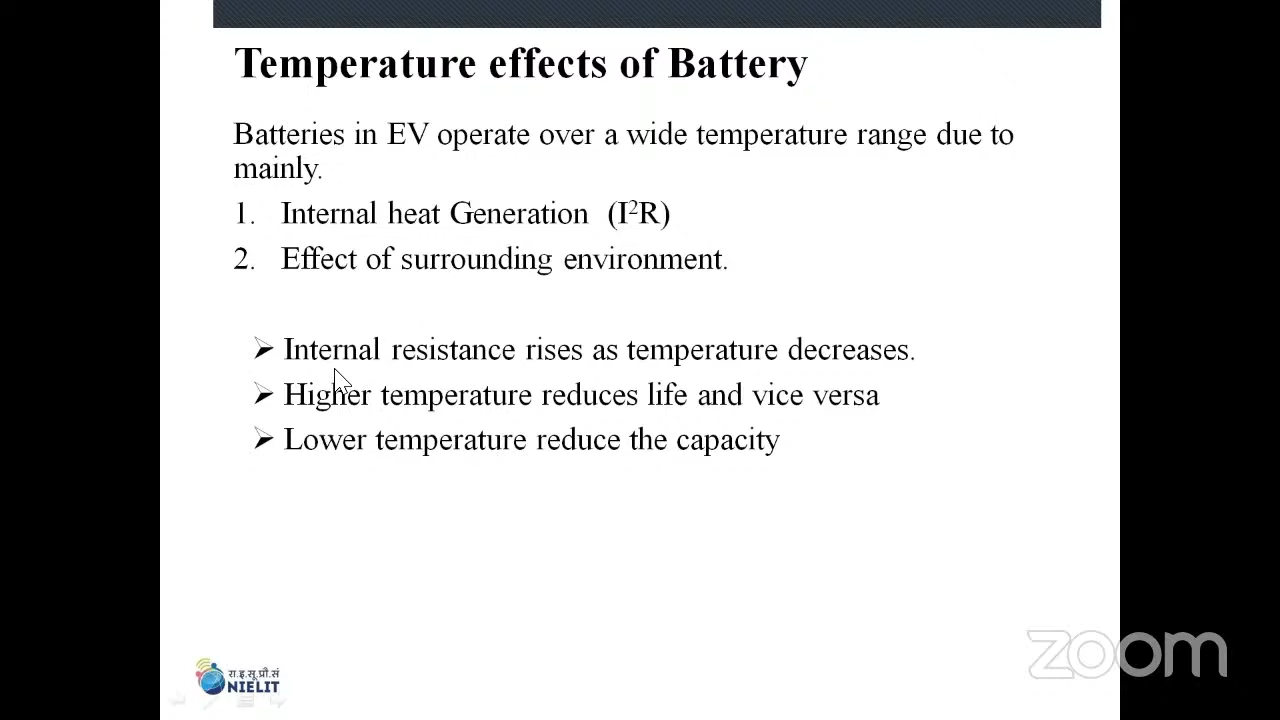 Temperature effects of Battery
Batteries in EV operate over a wide temperature range due to
mainly.
1. Internal heat Generation (I²R)
2. Effect of surrounding environment.
➢ Internal resistance rises as temperature decreases.
➢ Higher temperature reduces life and vice versa
➢ Lower temperature reduce the capacity
रा.इ.सू.प्रौ.सं
NIELIT
zoom